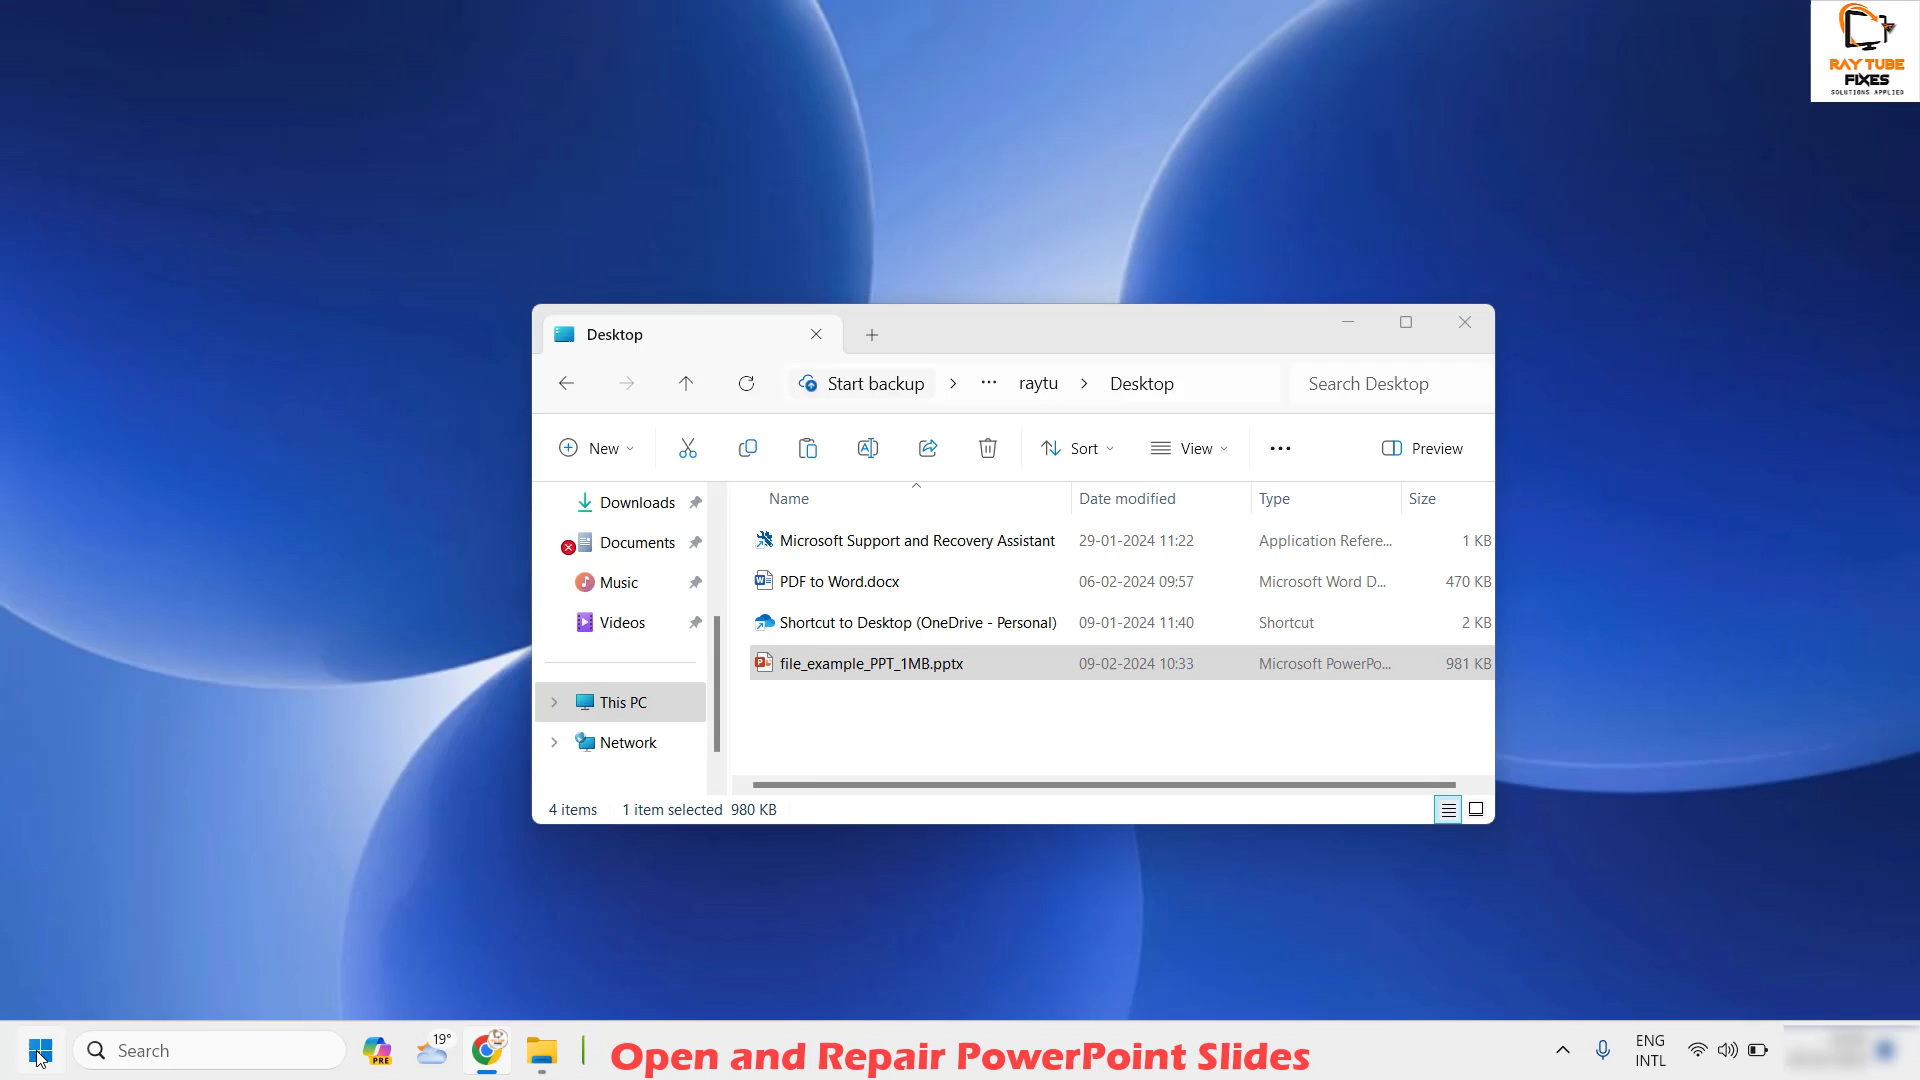 RAY TUBE
FIXES
SOLUTIONS APPLIED
Desktop
Start backup > ... raytu > Desktop
Search Desktop
New
Sort
View
Preview
Name Date modified Type Size
Downloads
Documents
Music
Videos
This PC
Network
Microsoft Support and Recovery Assistant 29-01-2024 11:22 Application Refere... 1 KB
PDF to Word.docx 06-02-2024 09:57 Microsoft Word D... 470 KB
Shortcut to Desktop (OneDrive - Personal) 09-01-2024 11:40 Shortcut 2 KB
file_example_PPT_1MB.pptx 09-02-2024 10:33 Microsoft PowerPo... 981 KB
4 items 1 item selected 980 KB
Search
PRE
19°
Open and Repair PowerPoint Slides
ENG
INTL